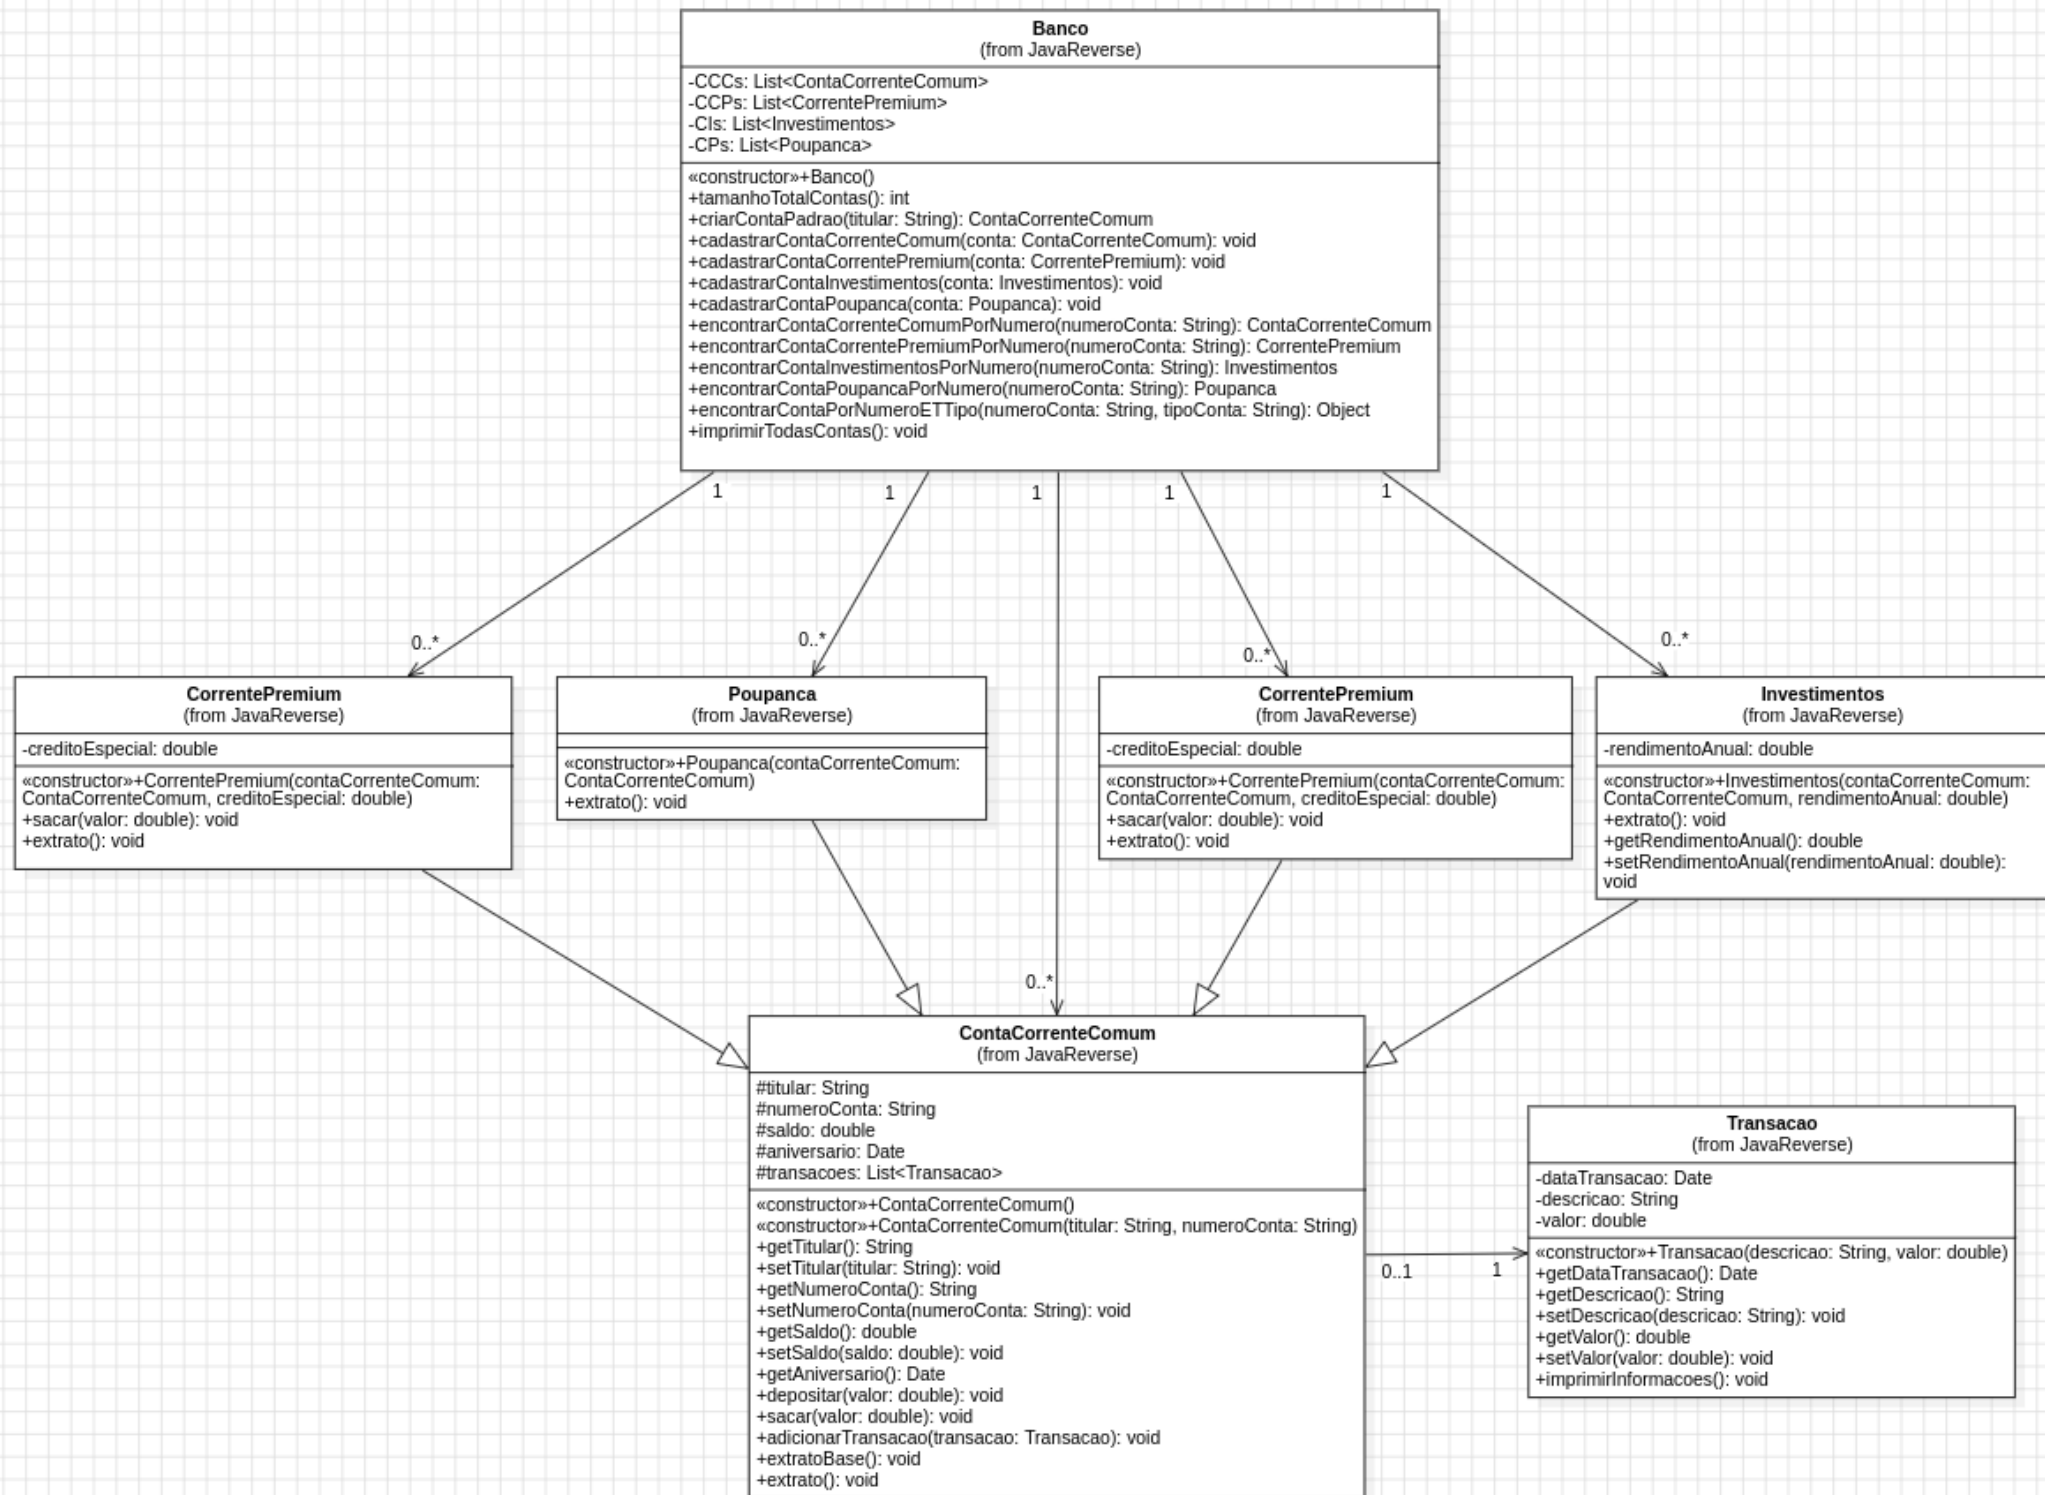 Banco
(from JavaReverse)
-CCCs: List<ContaCorrenteComum>
-CCPs: List<CorrentePremium>
-CIs: List<Investimentos>
-CPs: List<Poupanca>
«constructor»+Banco()
+tamanhoTotalContas(): int
+criarContaPadrao(titular: String): ContaCorrenteComum
+cadastrarContaCorrenteComum(conta: ContaCorrenteComum): void
+cadastrarContaCorrentePremium(conta: CorrentePremium): void
+cadastrarContaInvestimentos(conta: Investimentos): void
+cadastrarContaPoupanca(conta: Poupanca): void
+encontrarContaCorrenteComumPorNumero(numeroConta: String): ContaCorrenteComum
+encontrarContaCorrentePremiumPorNumero(numeroConta: String): CorrentePremium
+encontrarContaInvestimentosPorNumero(numeroConta: String): Investimentos
+encontrarContaPoupancaPorNumero(numeroConta: String): Poupanca
+encontrarContaPorNumeroETTipo(numeroConta: String, tipoConta: String): Object
+imprimirTodasContas(): void
1
1
1
1
1
0..*
0..*
0..*
0..*
CorrentePremium
(from JavaReverse)
-creditoEspecial: double
«constructor»+CorrentePremium(contaCorrenteComum:
ContaCorrenteComum, creditoEspecial: double)
+sacar(valor: double): void
+extrato(): void
Poupanca
(from JavaReverse)
«constructor»+Poupanca(contaCorrenteComum:
ContaCorrenteComum)
+extrato(): void
CorrentePremium
(from JavaReverse)
-creditoEspecial: double
«constructor»+CorrentePremium(contaCorrenteComum:
ContaCorrenteComum, creditoEspecial: double)
+sacar(valor: double): void
+extrato(): void
Investimentos
(from JavaReverse)
-rendimentoAnual: double
«constructor»+Investimentos(contaCorrenteComum:
ContaCorrenteComum, rendimentoAnual: double)
+extrato(): void
+getRendimentoAnual(): double
+setRendimentoAnual(rendimentoAnual: double):
void
0..*
ContaCorrenteComum
(from JavaReverse)
#titular: String
#numeroConta: String
#saldo: double
#aniversario: Date
#transacoes: List<Transacao>
«constructor»+ContaCorrenteComum()
«constructor»+ContaCorrenteComum(titular: String, numeroConta: String)
+getTitular(): String
+setTitular(titular: String): void
+getNumeroConta(): String
+setNumeroConta(numeroConta: String): void
+getSaldo(): double
+setSaldo(saldo: double): void
+getAniversario(): Date
+depositar(valor: double): void
+sacar(valor: double): void
+adicionarTransacao(transacao: Transacao): void
+extratoBase(): void
+extrato(): void
0..1
1
Transacao
(from JavaReverse)
-dataTransacao: Date
-descricao: String
-valor: double
«constructor»+Transacao(descricao: String, valor: double)
+getDataTransacao(): Date
+getDescricao(): String
+setDescricao(descricao: String): void
+getValor(): double
+setValor(valor: double): void
+imprimirInformacoes(): void